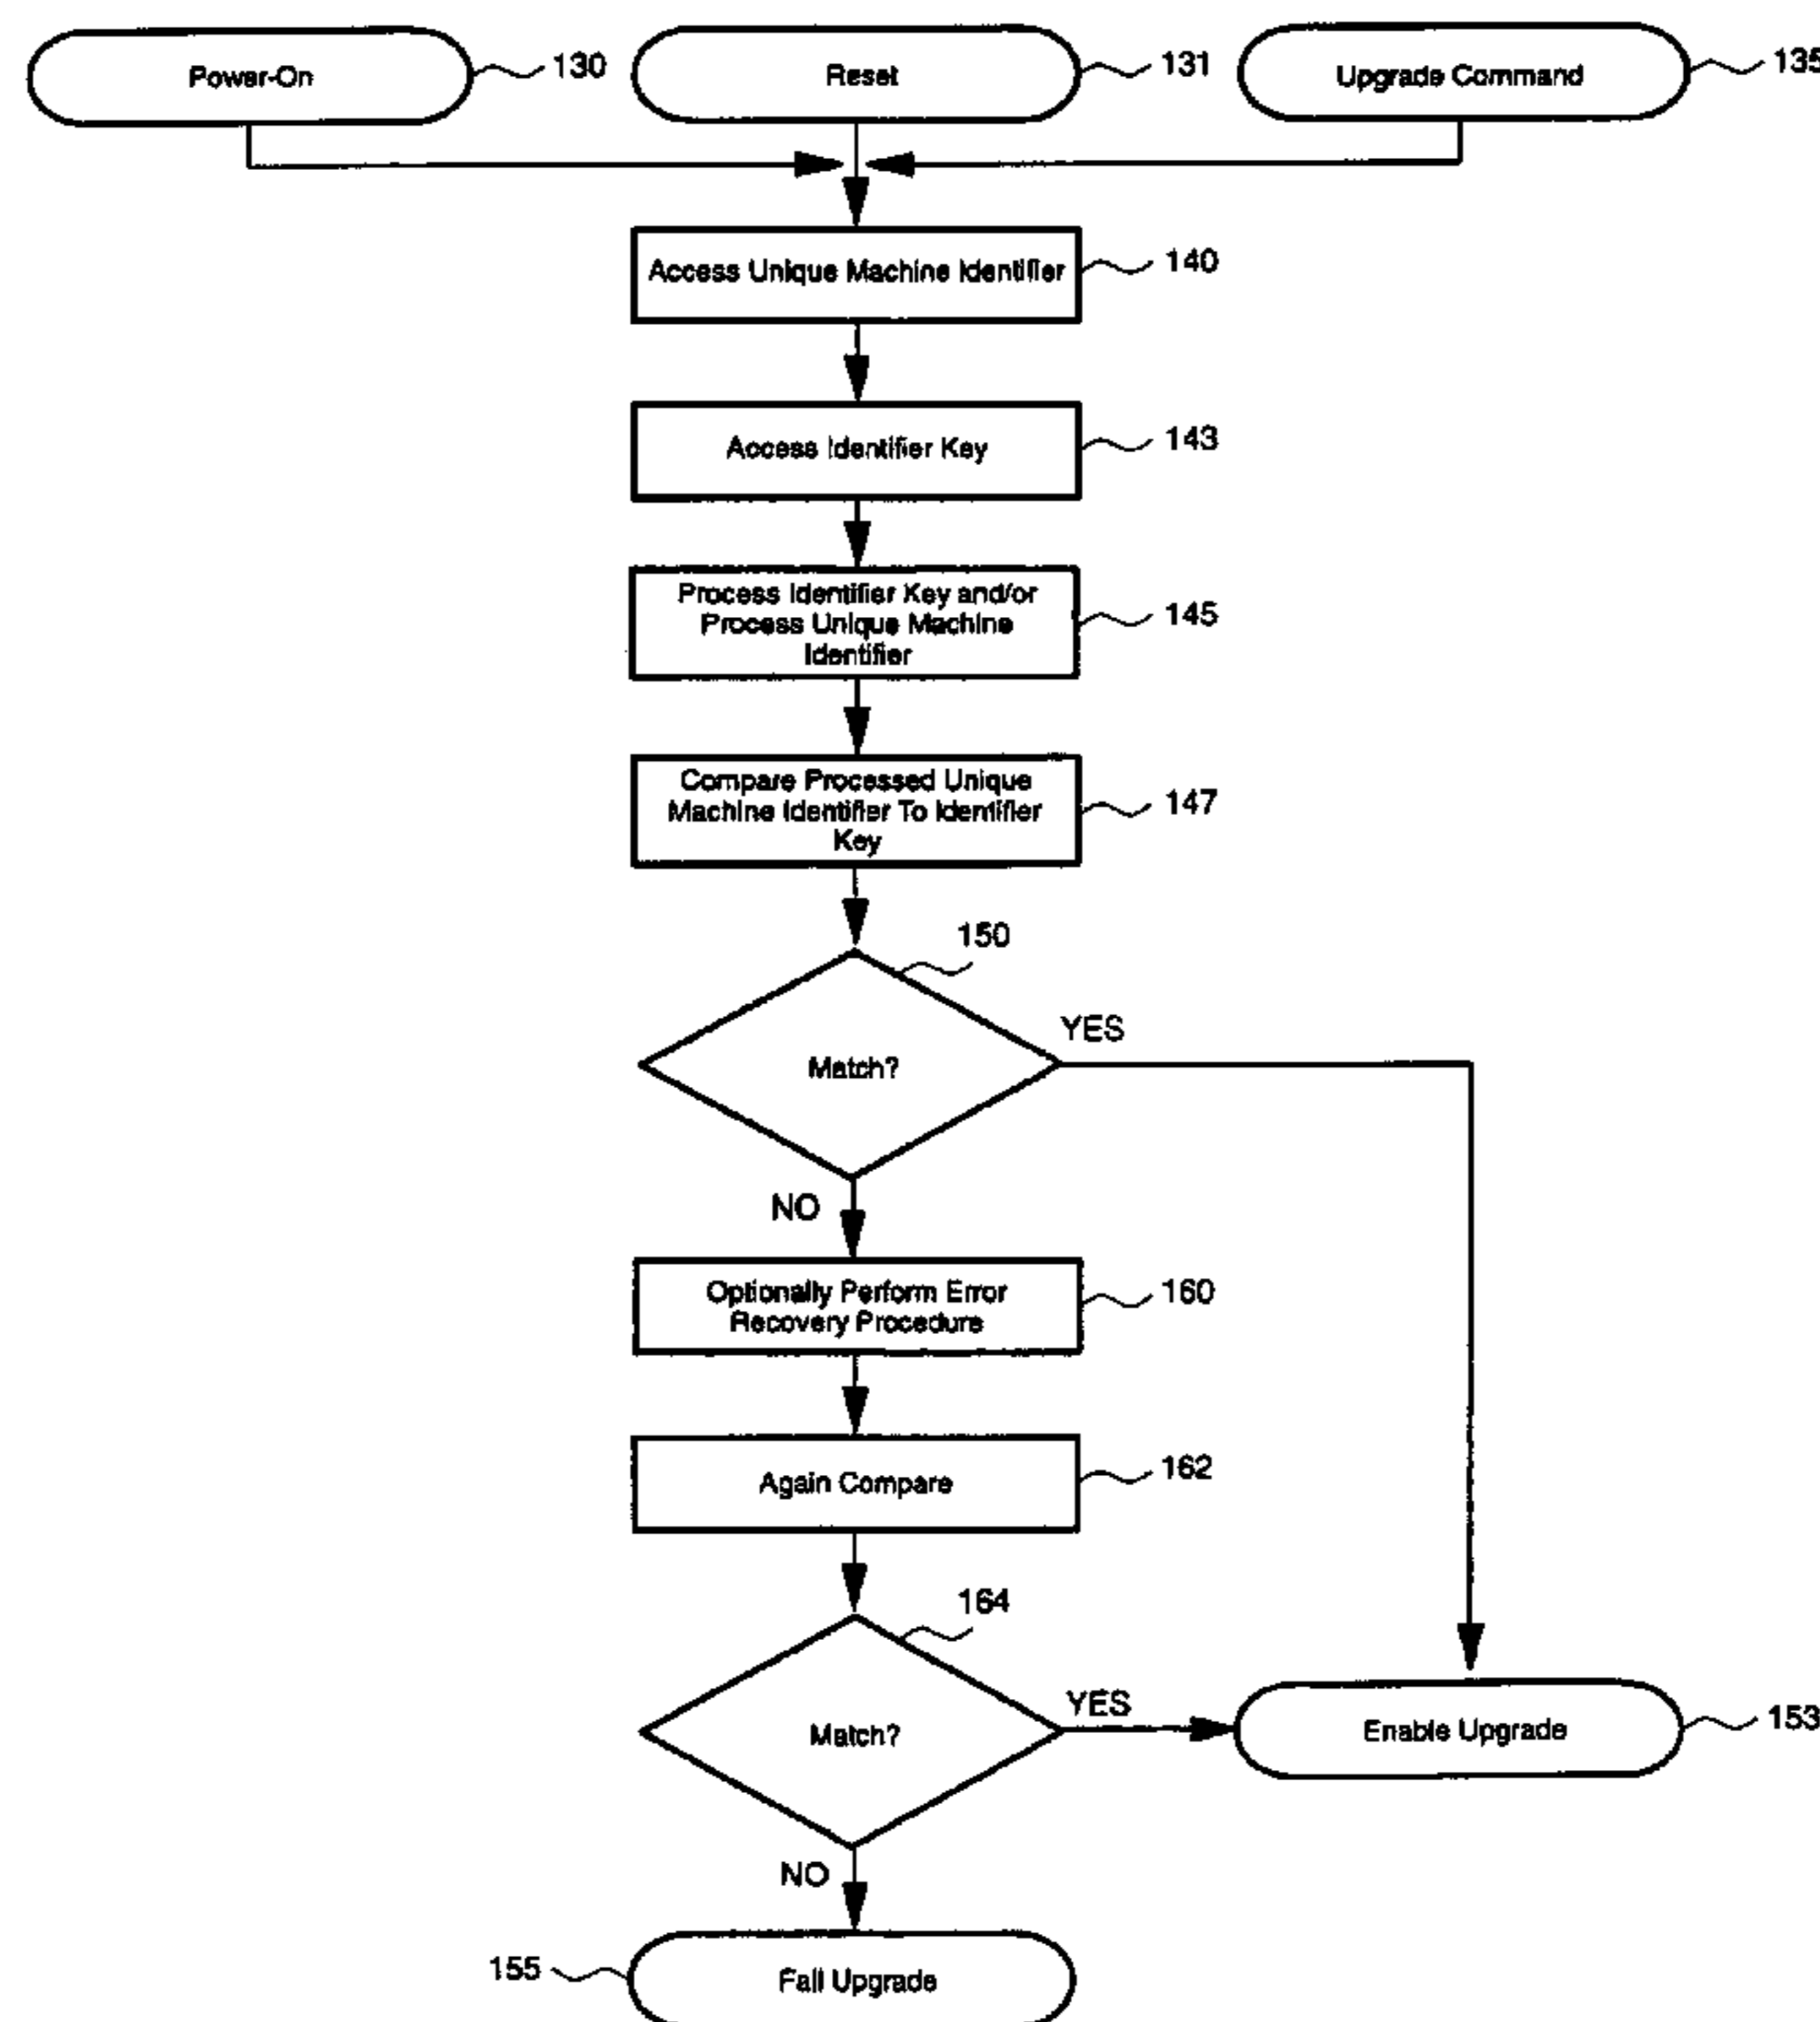 Power-On
130
Reset
131
Upgrade Command
135
Access Unique Machine Identifier
140
Access Identifier Key
143
Process Identifier Key and/or
Process Unique Machine
Identifier
145
Compare Processed Unique
Machine Identifier To Identifier
Key
147
150
Match?
YES
NO
Optionally Perform Error
Recovery Procedure
160
Again Compare
162
164
Match?
YES
Enable Upgrade
153
NO
155
Fail Upgrade